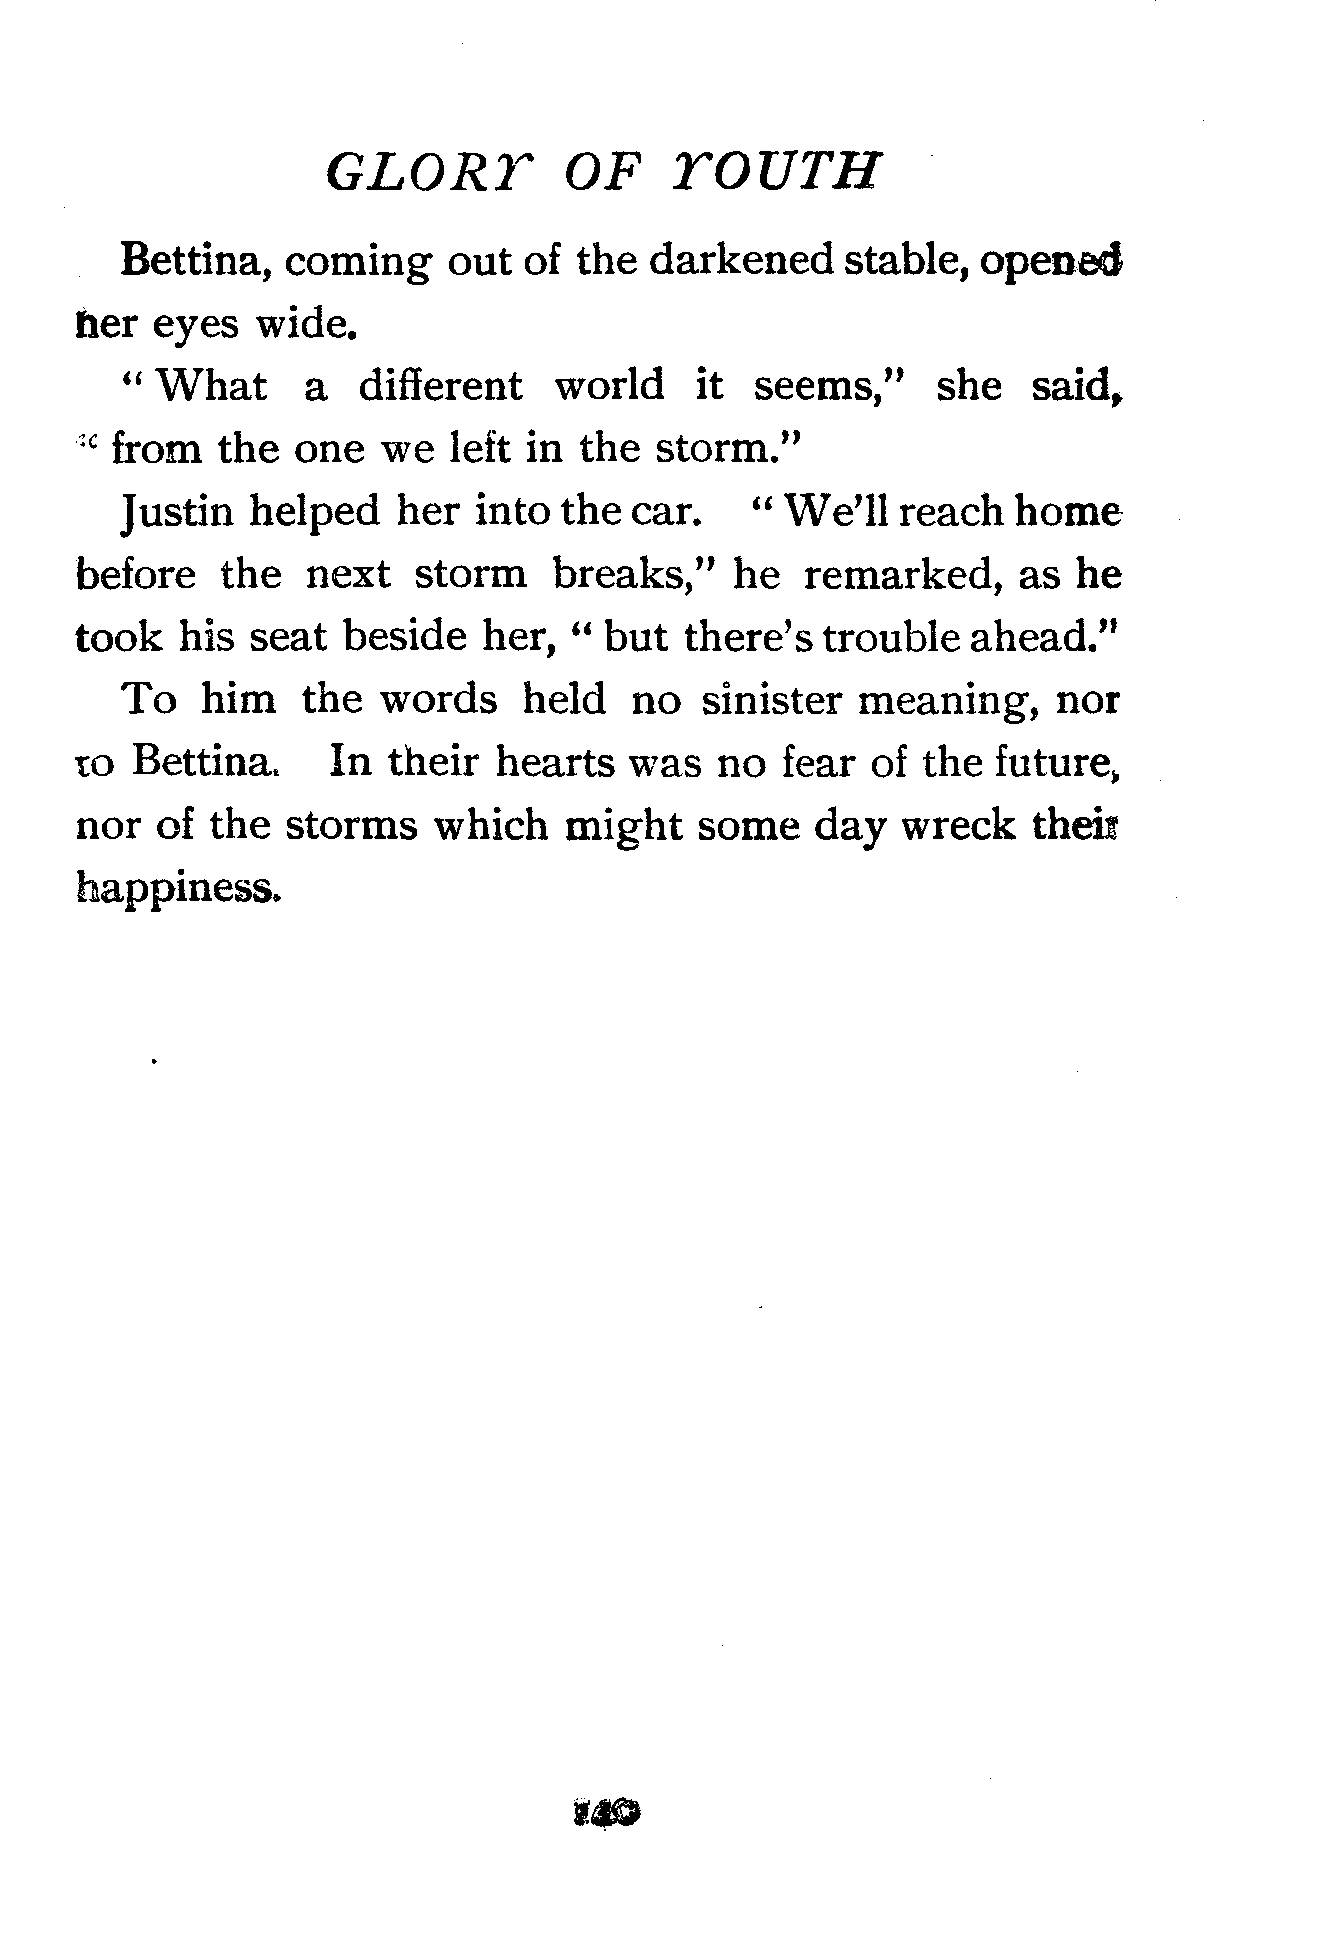 GLORY OF YOUTH
Bettina, coming out of the darkened stable, opened
her eyes wide.
" What a different world it seems," she said,
" from the one we left in the storm."
Justin helped her into the car. " We'll reach home
before the next storm breaks," he remarked, as he
took his seat beside her, " but there's trouble ahead."
To him the words held no sinister meaning, nor
to Bettina. In their hearts was no fear of the future,
nor of the storms which might some day wreck their
happiness.
140